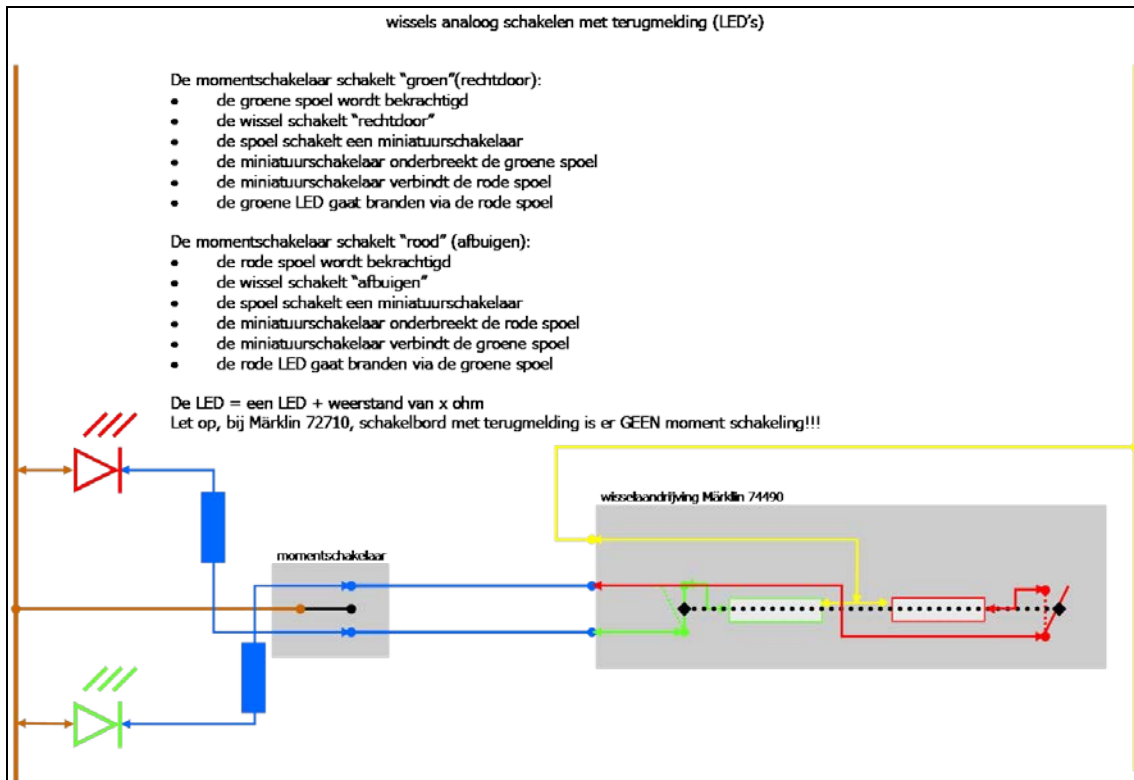 wissels analoog schakelen met terugmelding (LED's)
De momentschakelaar schakelt "groen"(rechtdoor):
• de groene spoel wordt bekrachtigd
• de wissel schakelt "rechtdoor"
• de spoel schakelt een miniatuurschakelaar
• de miniatuurschakelaar onderbreekt de groene spoel
• de miniatuurschakelaar verbindt de rode spoel
• de groene LED gaat branden via de rode spoel
De momentschakelaar schakelt "rood" (afbuigen):
• de rode spoel wordt bekrachtigd
• de wissel schakelt "afbuigen"
• de spoel schakelt een miniatuurschakelaar
• de miniatuurschakelaar onderbreekt de rode spoel
• de miniatuurschakelaar verbindt de groene spoel
• de rode LED gaat branden via de groene spoel
De LED = een LED + weerstand van x ohm
Let op, bij Märklin 72710, schakelbord met terugmelding is er GEEN moment schakeling!!!
wisselaandrijving Märklin 74490
momentschakelaar